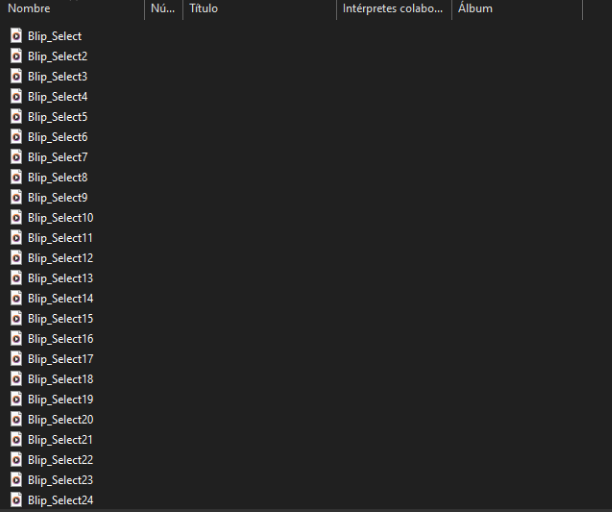 Nombre Nú... Título Intérpretes colabo... Álbum
Blip_Select
Blip_Select2
Blip_Select3
Blip_Select4
Blip_Select5
Blip_Select6
Blip_Select7
Blip_Select8
Blip_Select9
Blip_Select10
Blip_Select11
Blip_Select12
Blip_Select13
Blip_Select14
Blip_Select15
Blip_Select16
Blip_Select17
Blip_Select18
Blip_Select19
Blip_Select20
Blip_Select21
Blip_Select22
Blip_Select23
Blip_Select24